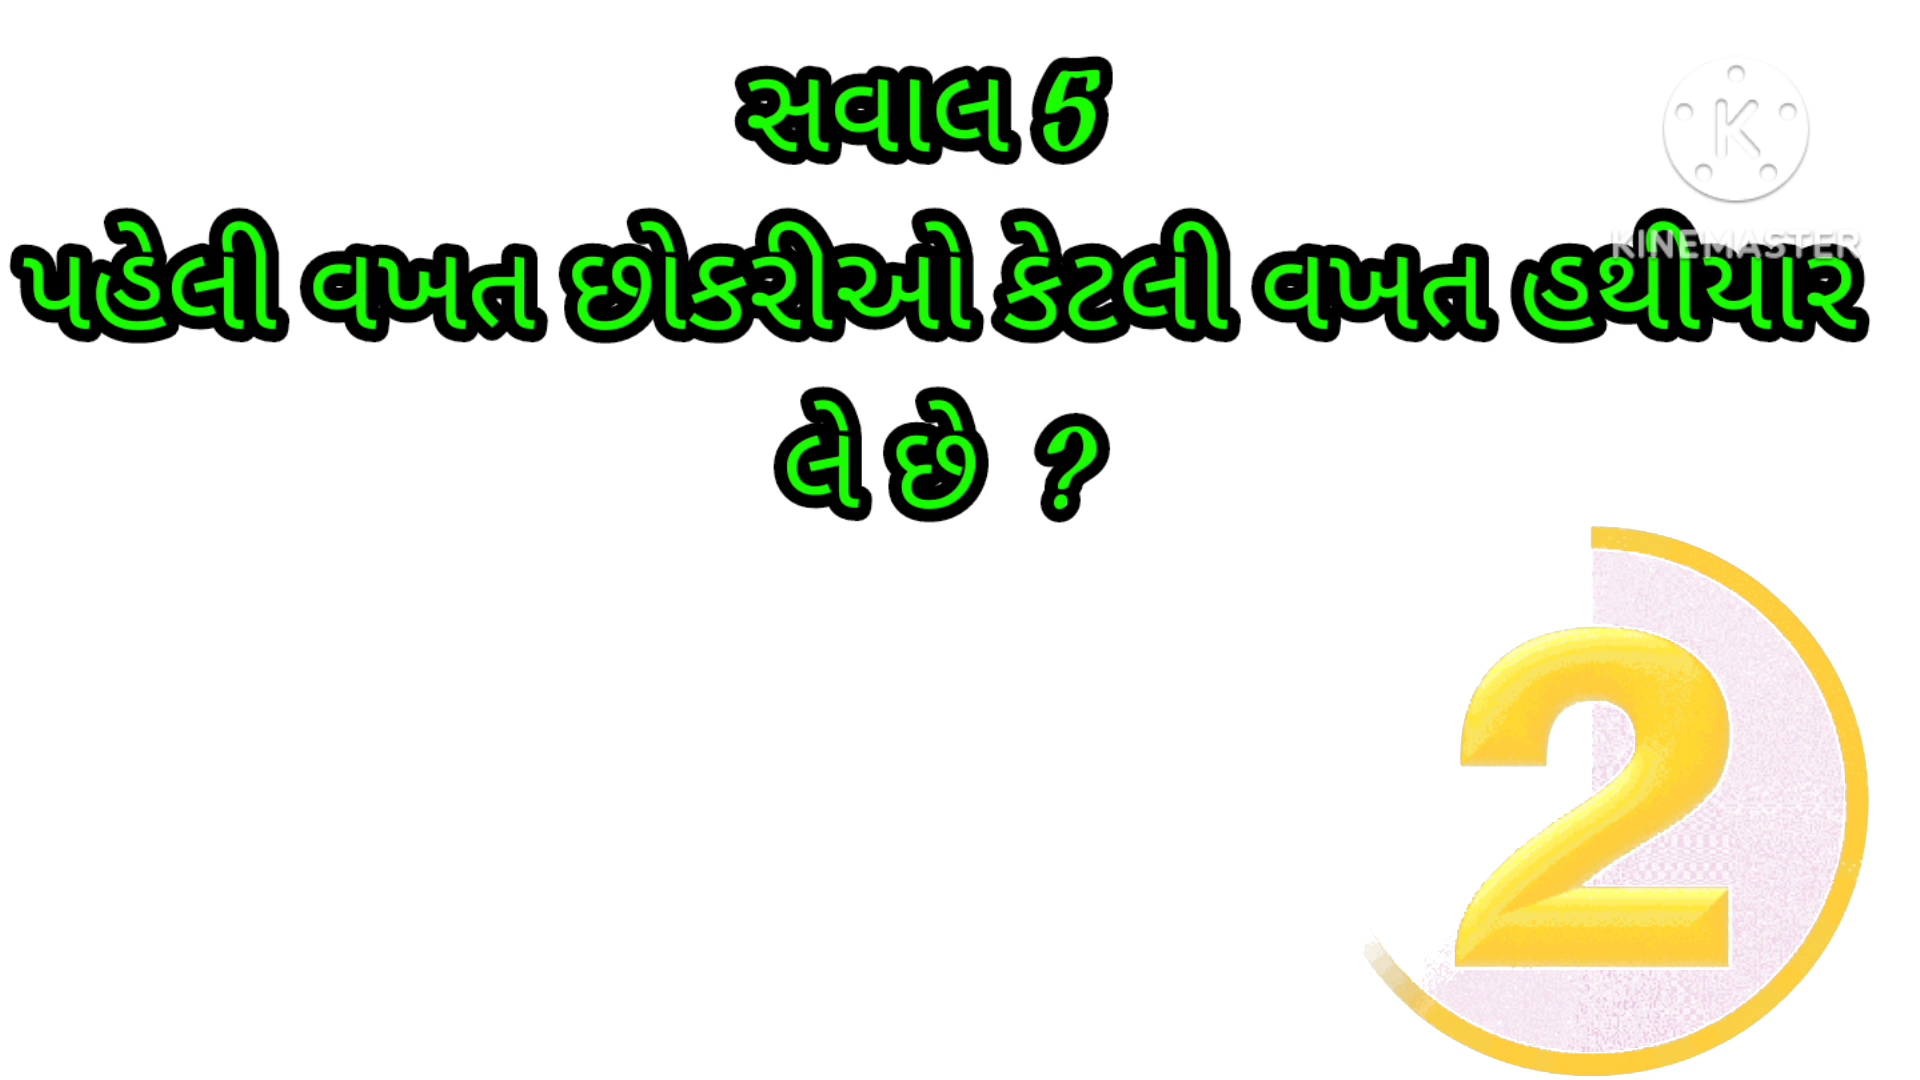 સવાલ 5
K
KINEMASTER
પહેલી વખત છોકરીઓ કેટલી વખત હથીયાર
લે છે ?
2